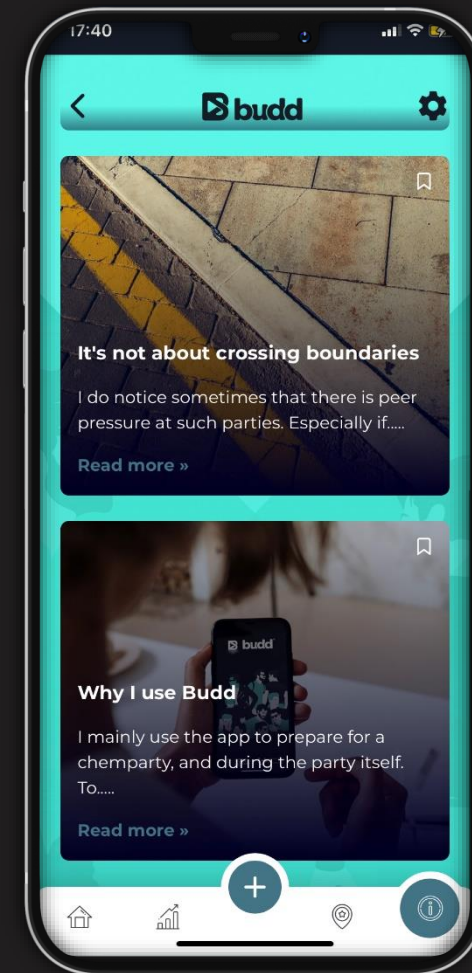 17:40
budd
It's not about crossing boundaries
I do notice sometimes that there is peer
pressure at such parties. Especially if.....
Read more »
budd
Why I use Budd
I mainly use the app to prepare for a
chemparty, and during the party itself.
To.....
Read more »